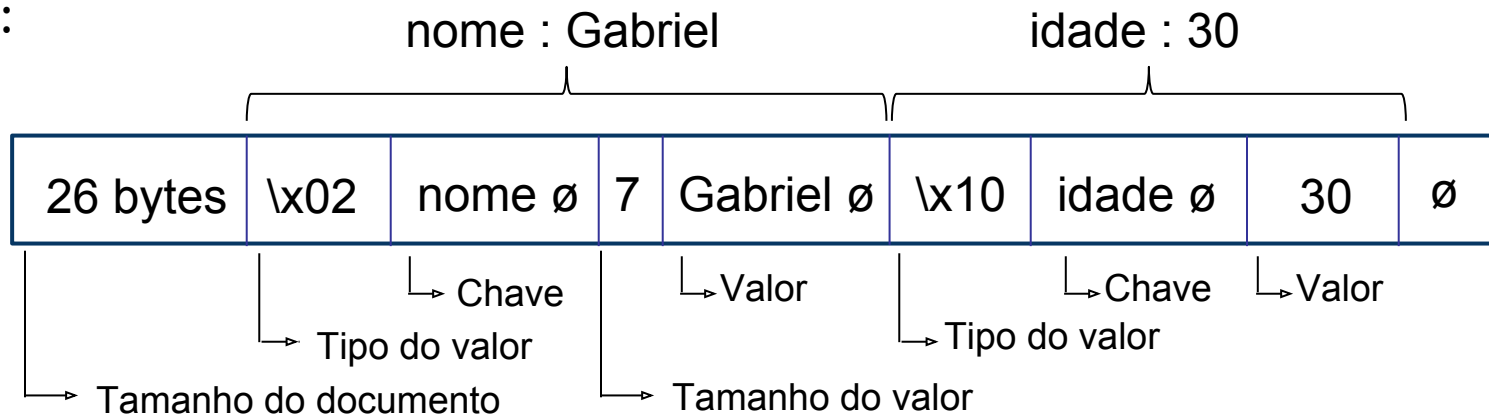 :
nome : Gabriel idade : 30
26 bytes \x02 nome ø 7 Gabriel ø \x10 idade ø 30 ø
Chave Valor Chave Valor
Tipo do valor Tipo do valor
Tamanho do documento Tamanho do valor